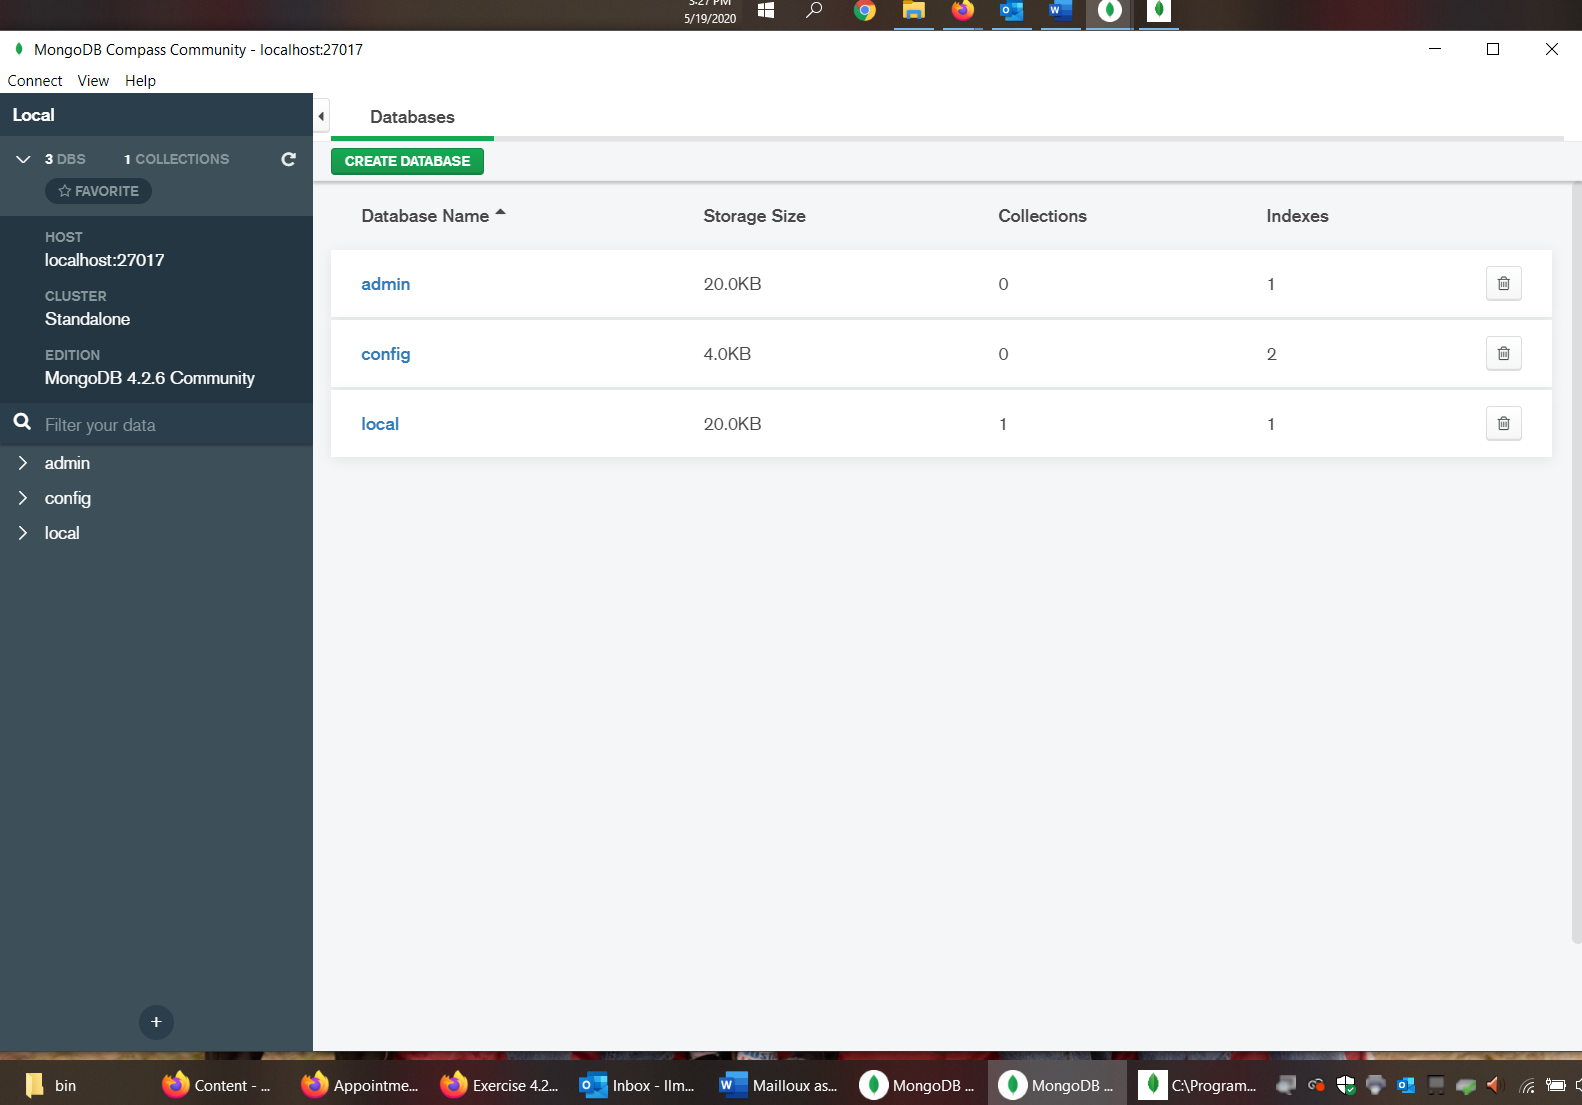 3:27 PM
5/19/2020
MongoDB Compass Community - localhost:27017
Connect View Help
Local
3 DBS 1 COLLECTIONS
FAVORITE
HOST
localhost:27017
CLUSTER
Standalone
EDITION
MongoDB 4.2.6 Community
Filter your data
admin
config
local
+
Databases
CREATE DATABASE
Database Name Storage Size Collections Indexes
admin 20.0KB 0 1
config 4.0KB 0 2
local 20.0KB 1 1
bin Content - ... Appointme... Exercise 4.2... Inbox - llm... Mailloux as... MongoDB ... MongoDB ... C:\Program...